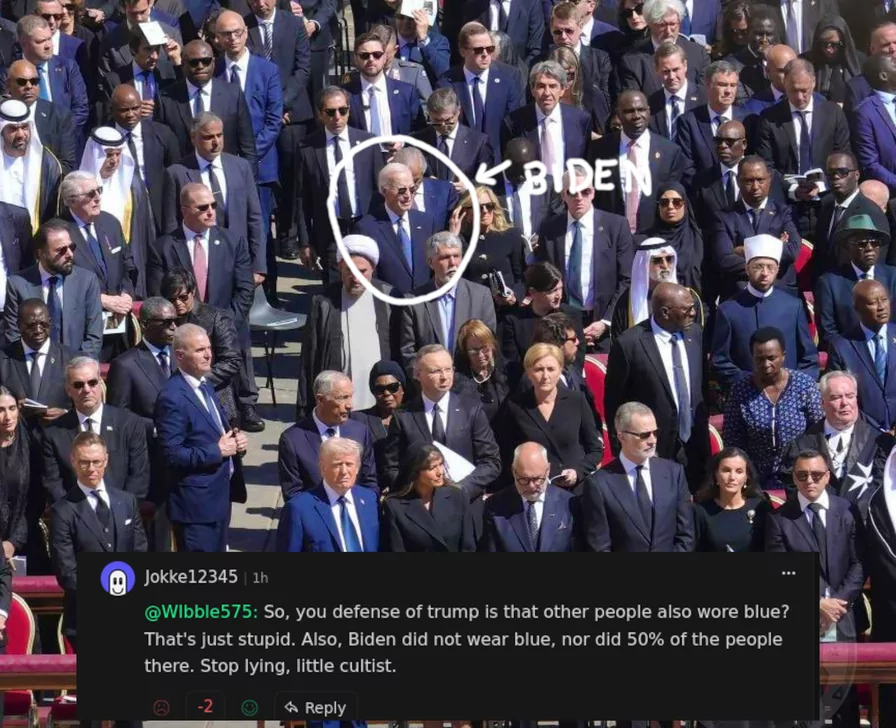 BIDEN
Jokke12345 | 1h
@WIbble575: So, you defense of trump is that other people also wore blue?
That's just stupid. Also, Biden did not wear blue, nor did 50% of the people
there. Stop lying, little cultist.
-2
Reply